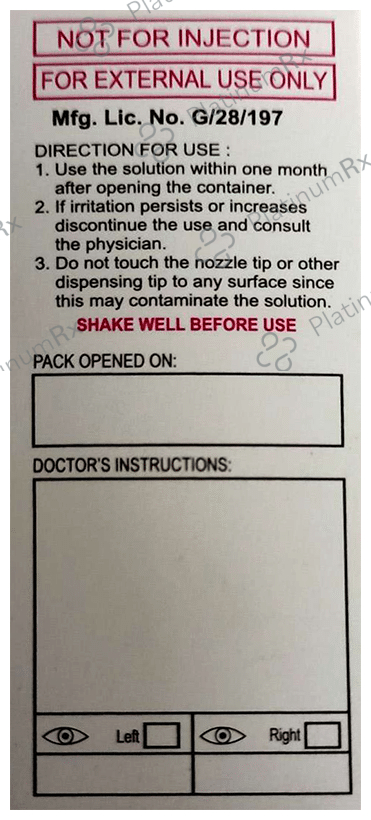 NOT FOR INJECTION
FOR EXTERNAL USE ONLY
Mfg. Lic. No. G/28/197
DIRECTION FOR USE :
1. Use the solution within one month
after opening the container.
2. If irritation persists or increases
discontinue the use and consult
the physician.
3. Do not touch the nozzle tip or other
dispensing tip to any surface since
this may contaminate the solution.
SHAKE WELL BEFORE USE
PACK OPENED ON:
DOCTOR'S INSTRUCTIONS:
Left Right
PlatinumRx
PlatinumRx
PlatinumRx